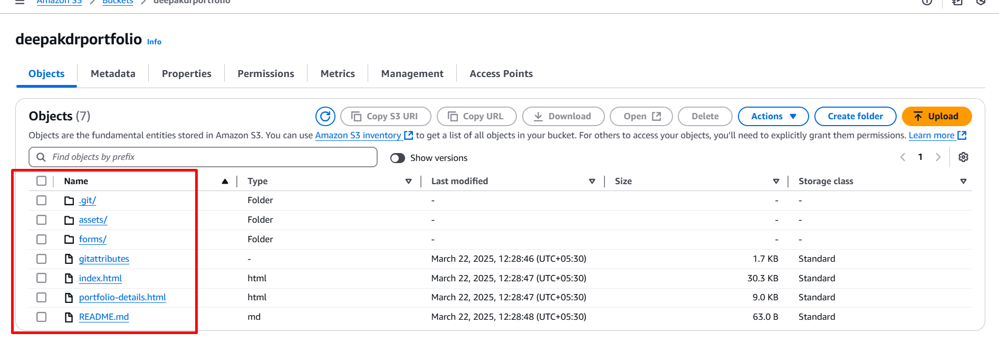 Amazon S3 > Buckets > deepakdrportfolio
deepakdrportfolio Info
Objects Metadata Properties Permissions Metrics Management Access Points
Objects (7)
Copy S3 URI Copy URL Download Open Delete Actions Create folder Upload
Objects are the fundamental entities stored in Amazon S3. You can use Amazon S3 inventory to get a list of all objects in your bucket. For others to access your objects, you’ll need to explicitly grant them permissions. Learn more
Find objects by prefix Show versions 1
Name Type Last modified Size Storage class
.git/ Folder - - -
assets/ Folder - - -
forms/ Folder - - -
gitattributes - March 22, 2025, 12:28:46 (UTC+05:30) 1.7 KB Standard
index.html html March 22, 2025, 12:28:47 (UTC+05:30) 30.3 KB Standard
portfolio-details.html html March 22, 2025, 12:28:47 (UTC+05:30) 9.0 KB Standard
README.md md March 22, 2025, 12:28:48 (UTC+05:30) 63.0 B Standard